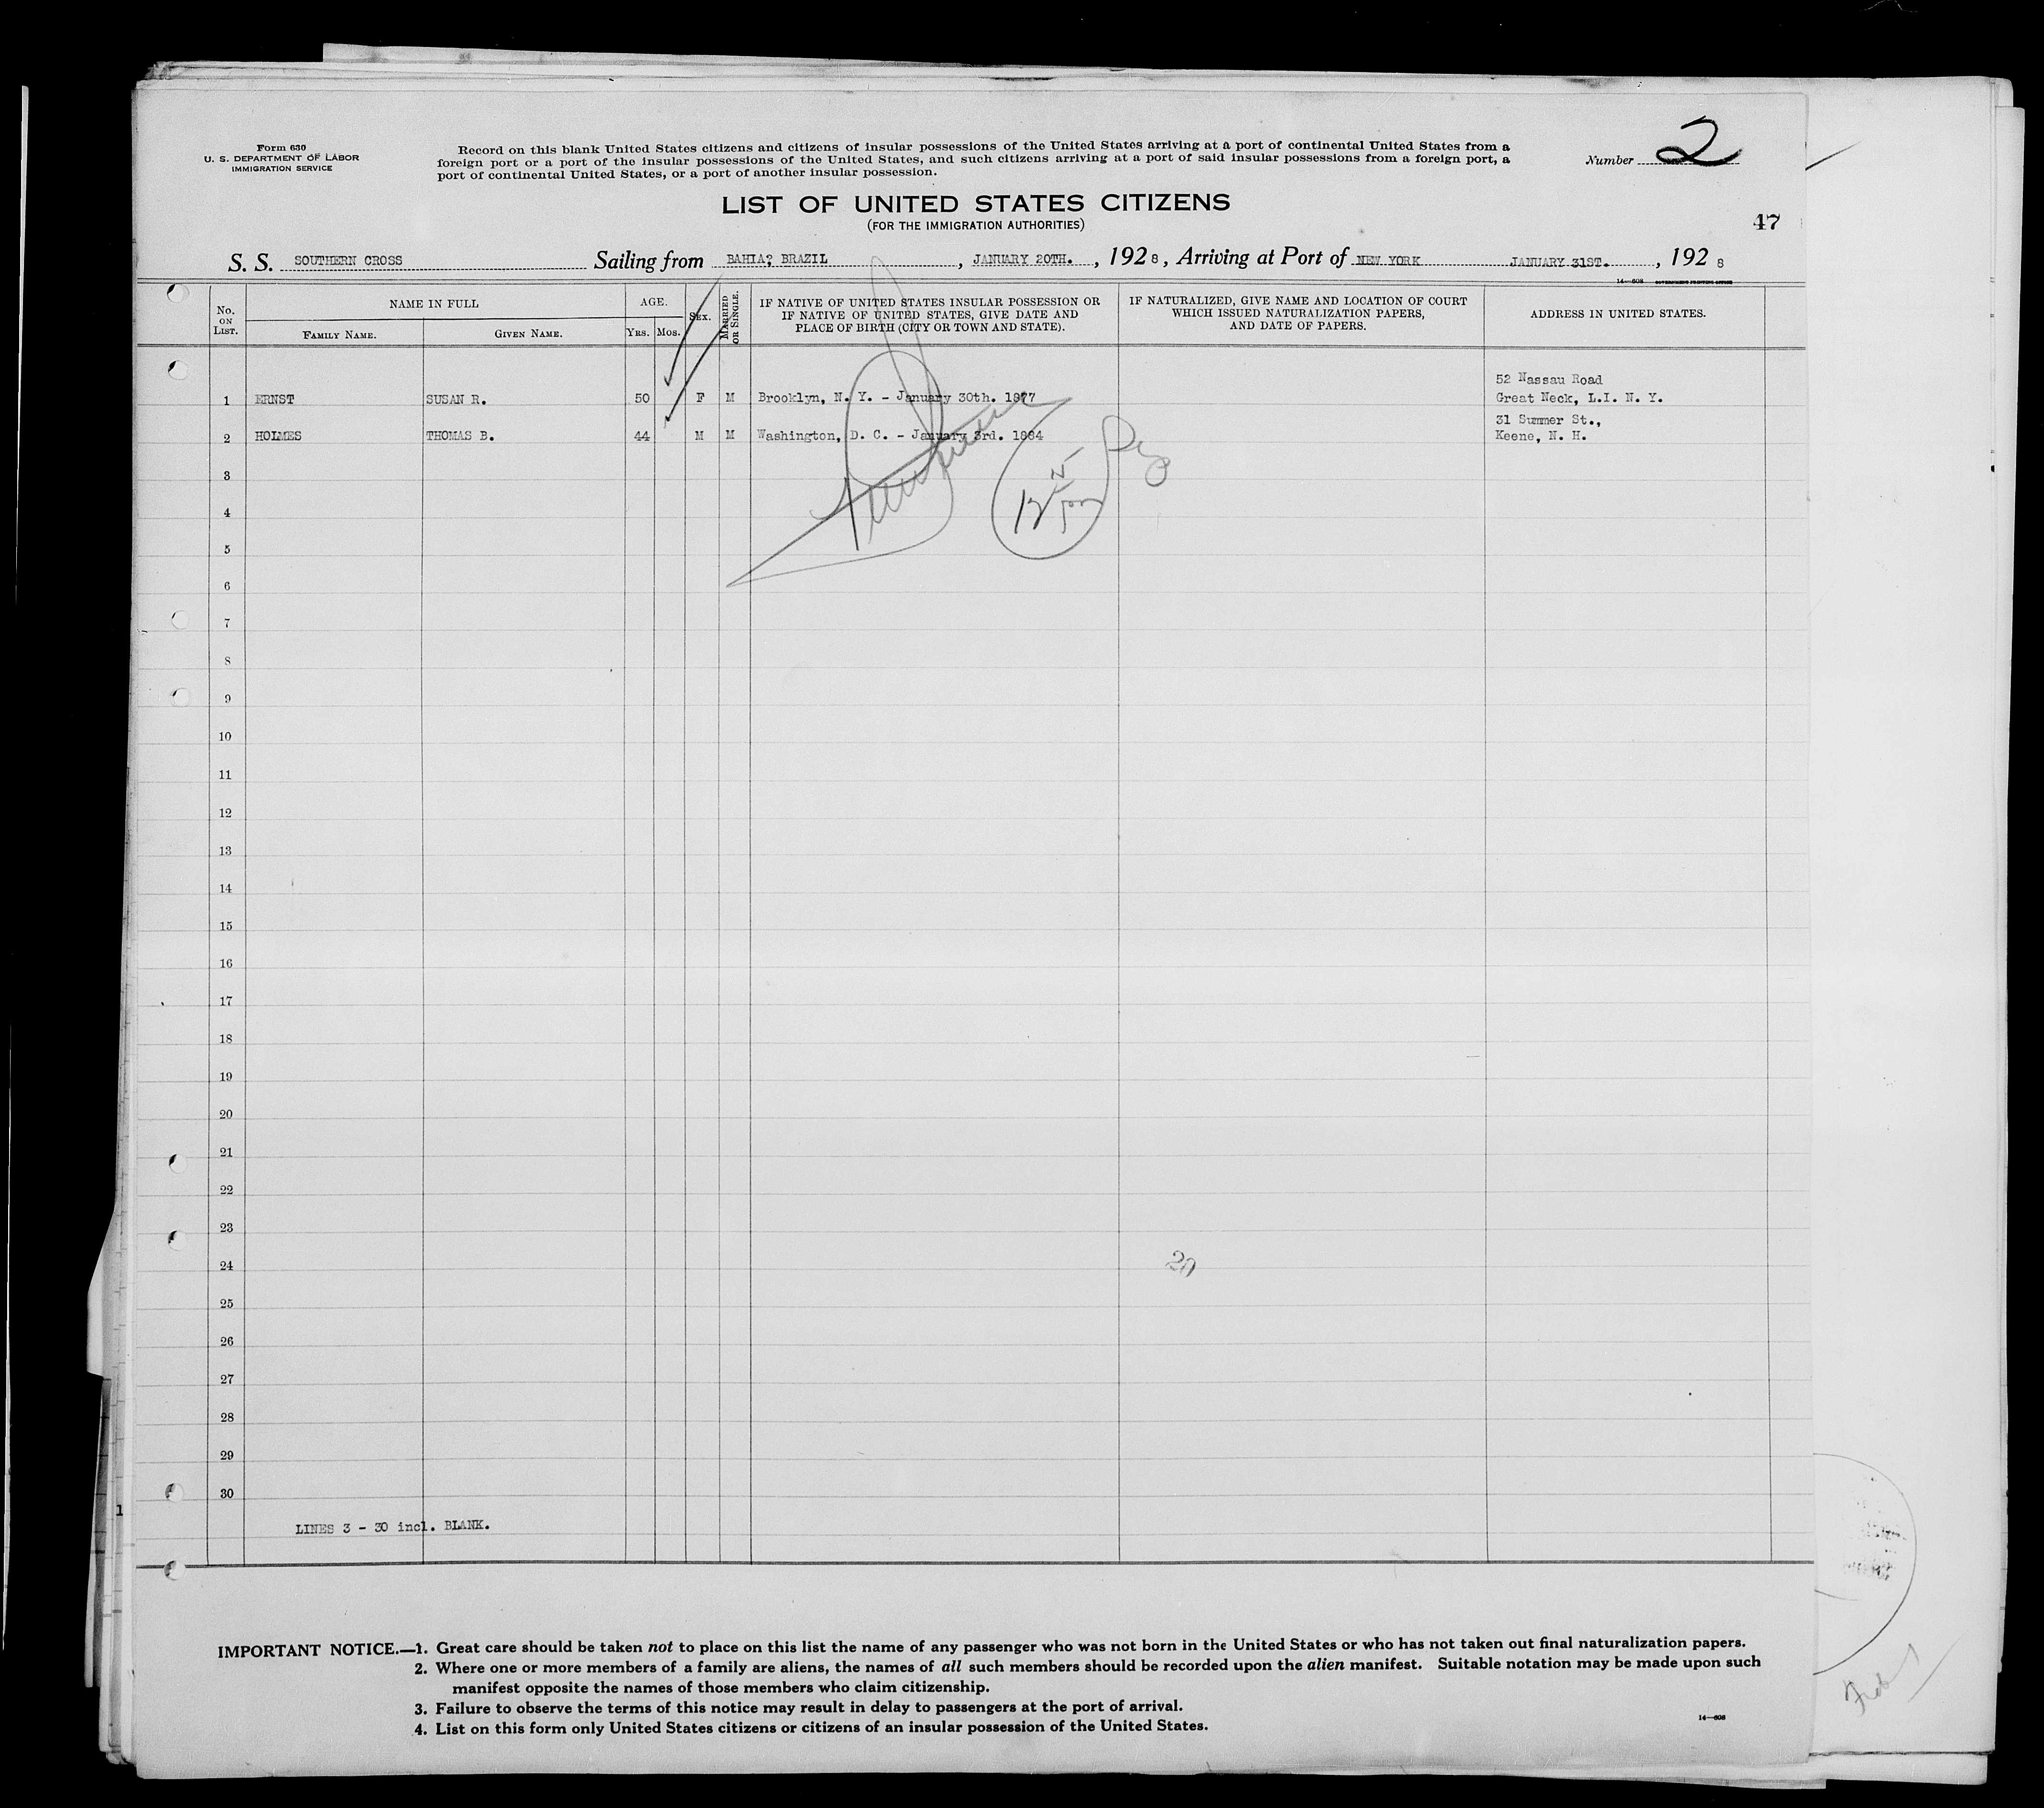 Form 630
U. S. DEPARTMENT OF LABOR
IMMIGRATION SERVICE
Record on this blank United States citizens and citizens of insular possessions of the United States arriving at a port of continental United States from a
foreign port or a port of the insular possessions of the United States, and such citizens arriving at a port of said insular possessions from a foreign port, a
port of continental United States, or a port of another insular possession.
Number 2
LIST OF UNITED STATES CITIZENS
(FOR THE IMMIGRATION AUTHORITIES)
47
S. S. SOUTHERN CROSS Sailing from BAHIA? BRAZIL, JANUARY 20TH., 1928, Arriving at Port of NEW YORK JANUARY 31ST., 1928
14—608 GOVERNMENT PRINTING OFFICE
No. ON LIST.
NAME IN FULL
FAMILY NAME.
GIVEN NAME.
AGE.
YRS.
MOS.
SEX.
MARRIED OR SINGLE.
IF NATIVE OF UNITED STATES INSULAR POSSESSION OR
IF NATIVE OF UNITED STATES, GIVE DATE AND
PLACE OF BIRTH (CITY OR TOWN AND STATE).
IF NATURALIZED, GIVE NAME AND LOCATION OF COURT
WHICH ISSUED NATURALIZATION PAPERS,
AND DATE OF PAPERS.
ADDRESS IN UNITED STATES.
52 Nassau Road
1 ERNST SUSAN R. 50 F M Brooklyn, N. Y. - January 30th. 1877 Great Neck, L.I. N. Y.
31 Summer St.,
2 HOLMES THOMAS B. 44 M M Washington, D. C. - January 3rd. 1884 Keene, N. H.
3
4
5
6
7
8
9
10
11
12
13
14
15
16
17
18
19
20
21
22
23
24
25
26
27
28
29
30
LINES 3 - 30 incl. BLANK.
IMPORTANT NOTICE.—1. Great care should be taken not to place on this list the name of any passenger who was not born in the United States or who has not taken out final naturalization papers.
2. Where one or more members of a family are aliens, the names of all such members should be recorded upon the alien manifest. Suitable notation may be made upon such
manifest opposite the names of those members who claim citizenship.
3. Failure to observe the terms of this notice may result in delay to passengers at the port of arrival.
4. List on this form only United States citizens or citizens of an insular possession of the United States.
14—608